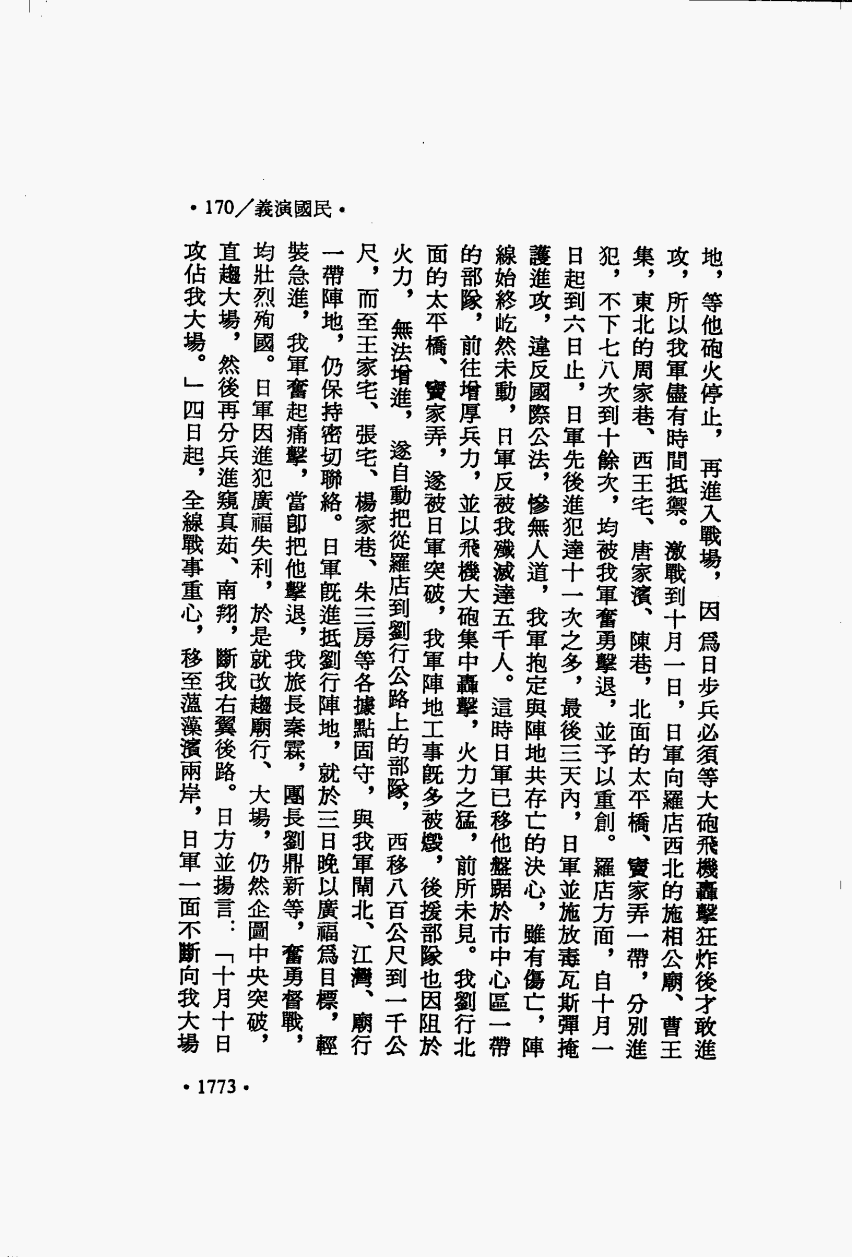 •170／義演國民•
地，等他砲火停止，再進入戰場，因爲日步兵必須等大砲飛機轟擊狂炸後才敢進
攻，所以我軍儘有時間抵禦。激戰到十月一日，日軍向羅店西北的施相公廟、曹王
集，東北的周家巷、西王宅、唐家濱、陳巷，北面的太平橋、竇家弄一帶，分別進
犯，不下七八次到十餘次，均被我軍奮勇擊退，並予以重創。羅店方面，自十月一
日起到六日止，日軍先後進犯達十一次之多，最後三天內，日軍並施放毒瓦斯彈掩
護進攻，違反國際公法，慘無人道，我軍抱定與陣地共存亡的決心，雖有傷亡，陣
線始終屹然未動，日軍反被我殲滅達五千人。這時日軍已移他盤踞於市中心區一帶
的部隊，前往增厚兵力，並以飛機大砲集中轟擊，火力之猛，前所未見。我劉行北
面的太平橋、竇家弄，遂被日軍突破，我軍陣地工事旣多被燬，後援部隊也因阻於
火力，無法增進，遂自動把從羅店到劉行公路上的部隊，西移八百公尺到一千公
尺，而至王家宅、張宅、楊家巷、朱三房等各據點固守，與我軍閘北、江灣、廟行
一帶陣地，仍保持密切聯絡。日軍旣進抵劉行陣地，就於三日晚以廣福爲目標，輕
裝急進，我軍奮起痛擊，當卽把他擊退，我旅長秦霖，團長劉鼎新等，奮勇督戰，
均壯烈殉國。日軍因進犯廣福失利，於是就改趨廟行、大場，仍然企圖中央突破，
直趨大場，然後再分兵進窺真茹、南翔，斷我右翼後路。日方並揚言：「十月十日
攻佔我大場。」四日起，全線戰事重心，移至薀藻濱兩岸，日軍一面不斷向我大場
•1773•